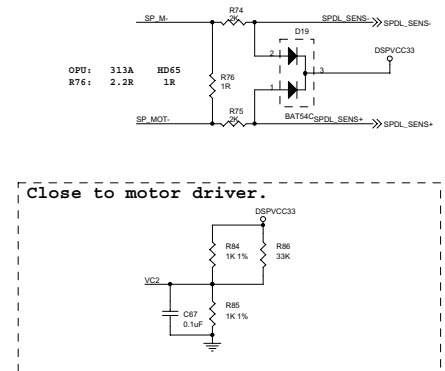 R74
2K
SP_M-
SPDL_SENS-
SPDL_SENS-
D19
DSPVCC33
2
3
1
OPU: 313A HD65
R76: 2.2R 1R
R76
1R
R75
2K
BAT54C
SP_MOT-
SPDL_SENS+
SPDL_SENS+
Close to motor driver.
DSPVCC33
R84
1K 1%
R86
33K
VC2
C67
0.1uF
R85
1K 1%